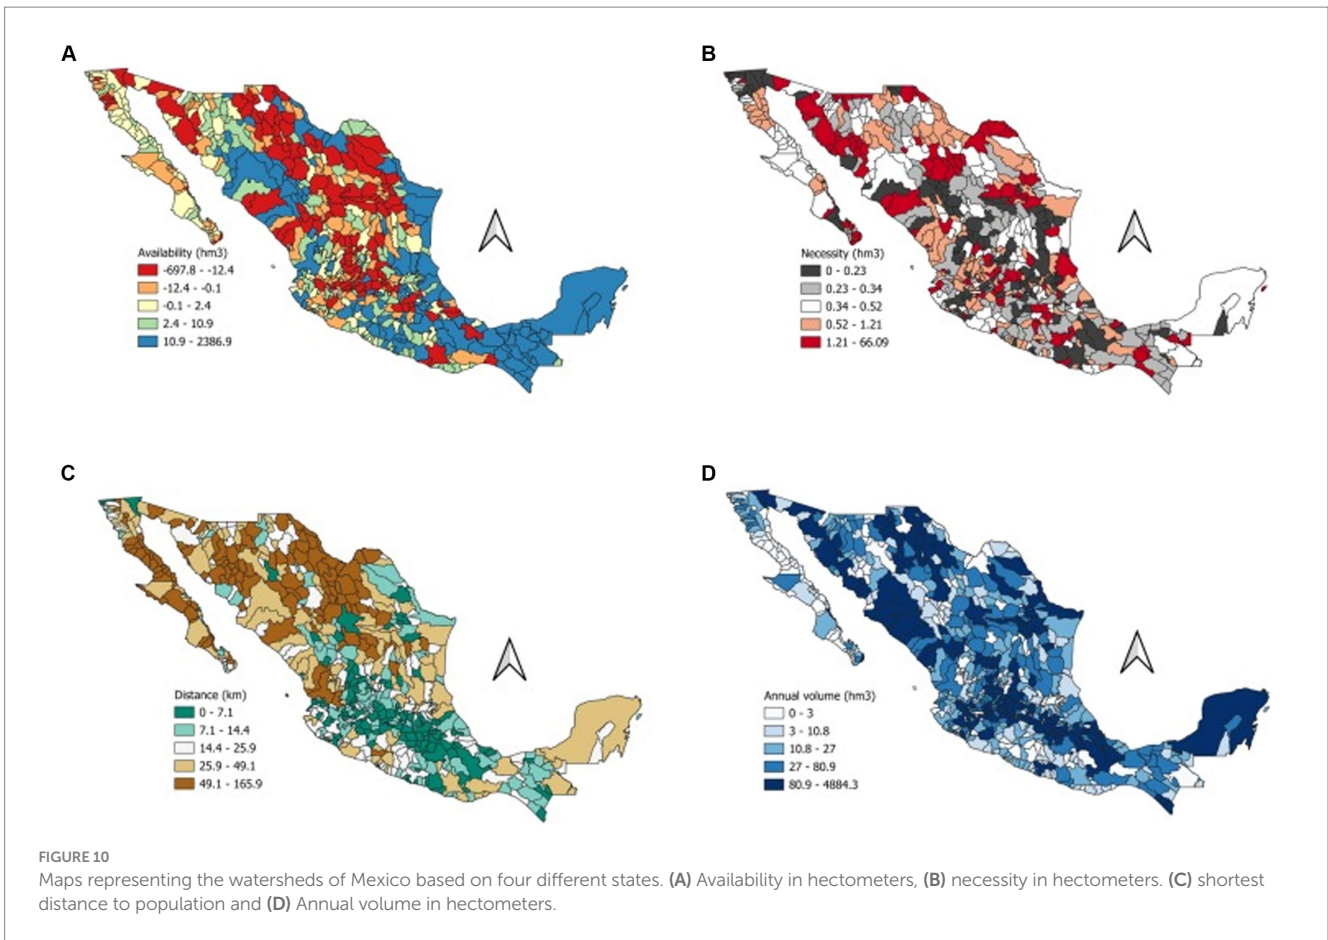 A
B
Availability (hm3)
-697.8 - -12.4
-12.4 - -0.1
-0.1 - 2.4
2.4 - 10.9
10.9 - 2386.9
Necessity (hm3)
0 - 0.23
0.23 - 0.34
0.34 - 0.52
0.52 - 1.21
1.21 - 66.09
C
D
Distance (km)
0 - 7.1
7.1 - 14.4
14.4 - 25.9
25.9 - 49.1
49.1 - 165.9
Annual volume (hm3)
0 - 3
3 - 10.8
10.8 - 27
27 - 80.9
80.9 - 4884.3
FIGURE 10
Maps representing the watersheds of Mexico based on four different states. (A) Availability in hectometers, (B) necessity in hectometers. (C) shortest
distance to population and (D) Annual volume in hectometers.